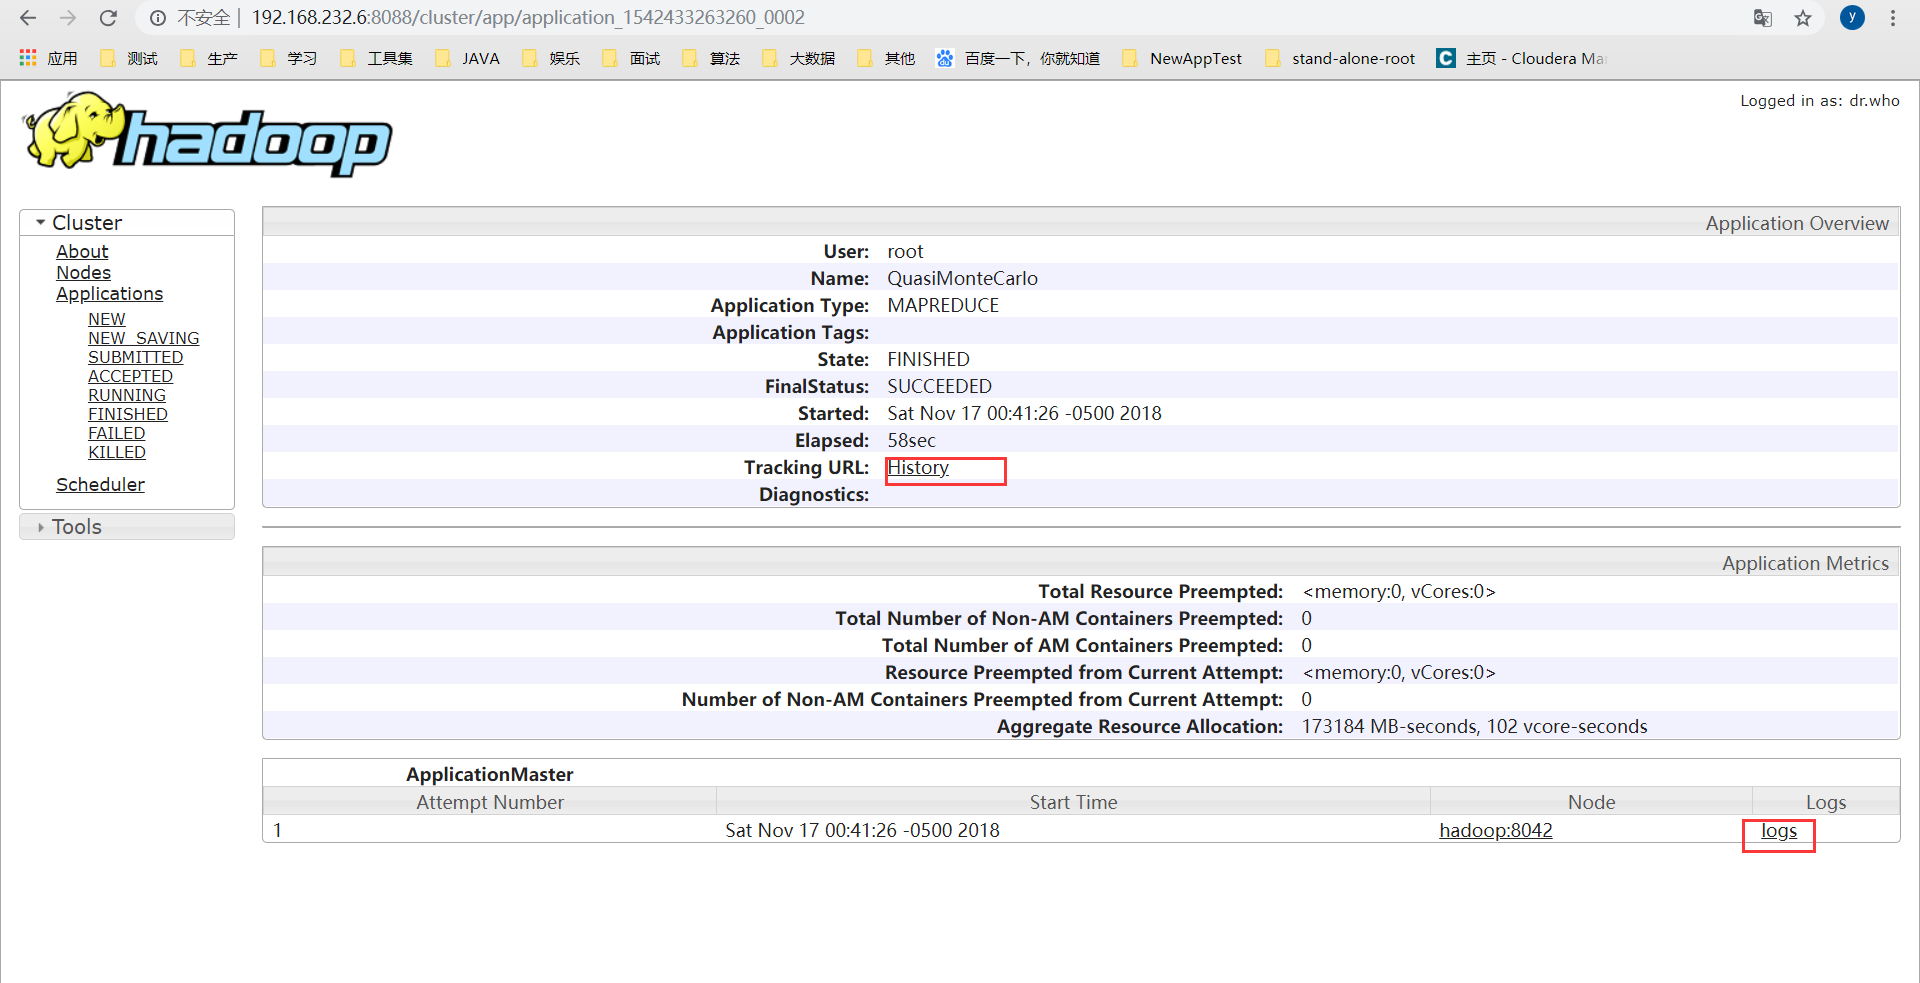 不安全 | 192.168.232.6:8088/cluster/app/application_1542433263260_0002
y
应用 测试 生产 学习 工具集 JAVA 娱乐 面试 算法 大数据 其他 百度一下，你就知道 NewAppTest stand-alone-root 主页 - Cloudera Ma
Logged in as: dr.who
hadoop
Cluster
About
Nodes
Applications
NEW
NEW_SAVING
SUBMITTED
ACCEPTED
RUNNING
FINISHED
FAILED
KILLED
Scheduler
Tools
Application Overview
User: root
Name: QuasiMonteCarlo
Application Type: MAPREDUCE
Application Tags:
State: FINISHED
FinalStatus: SUCCEEDED
Started: Sat Nov 17 00:41:26 -0500 2018
Elapsed: 58sec
Tracking URL: History
Diagnostics:
Application Metrics
Total Resource Preempted: <memory:0, vCores:0>
Total Number of Non-AM Containers Preempted: 0
Total Number of AM Containers Preempted: 0
Resource Preempted from Current Attempt: <memory:0, vCores:0>
Number of Non-AM Containers Preempted from Current Attempt: 0
Aggregate Resource Allocation: 173184 MB-seconds, 102 vcore-seconds
ApplicationMaster
Attempt Number Start Time Node Logs
1 Sat Nov 17 00:41:26 -0500 2018 hadoop:8042 logs